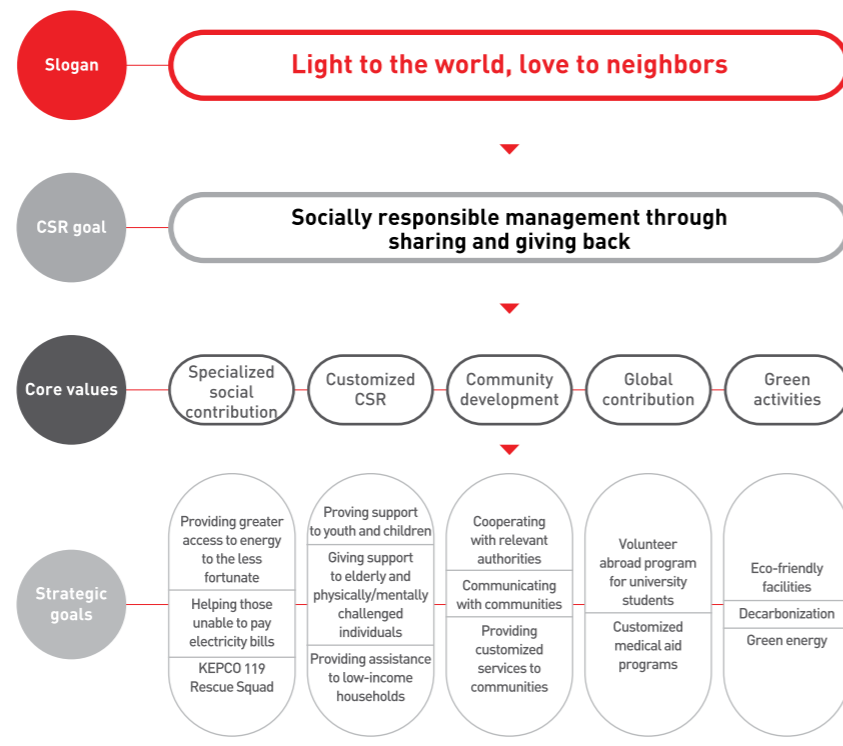 Slogan
Light to the world, love to neighbors
CSR goal
Socially responsible management through
sharing and giving back
Core values
Specialized
social
contribution
Customized
CSR
Community
development
Global
contribution
Green
activities
Strategic
goals
Providing greater
access to energy
to the less
fortunate
Helping those
unable to pay
electricity bills
KEPCO 119
Rescue Squad
Proving support
to youth and children
Giving support
to elderly and
physically/mentally
challenged
individuals
Providing assistance
to low-income
households
Cooperating
with relevant
authorities
Communicating
with communities
Providing
customized
services to
communities
Volunteer
abroad program
for university
students
Customized
medical aid
programs
Eco-friendly
facilities
Decarbonization
Green energy